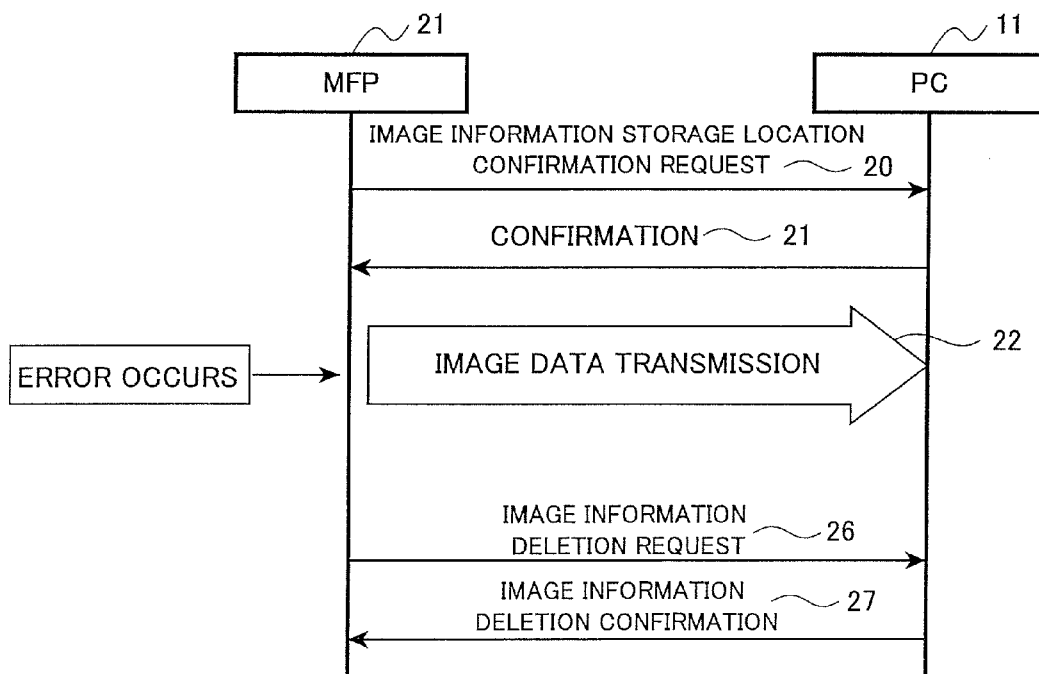 21
11
MFP
PC
IMAGE INFORMATION STORAGE LOCATION
CONFIRMATION REQUEST 20
CONFIRMATION 21
22
IMAGE DATA TRANSMISSION
ERROR OCCURS
IMAGE INFORMATION
DELETION REQUEST 26
IMAGE INFORMATION
DELETION CONFIRMATION 27